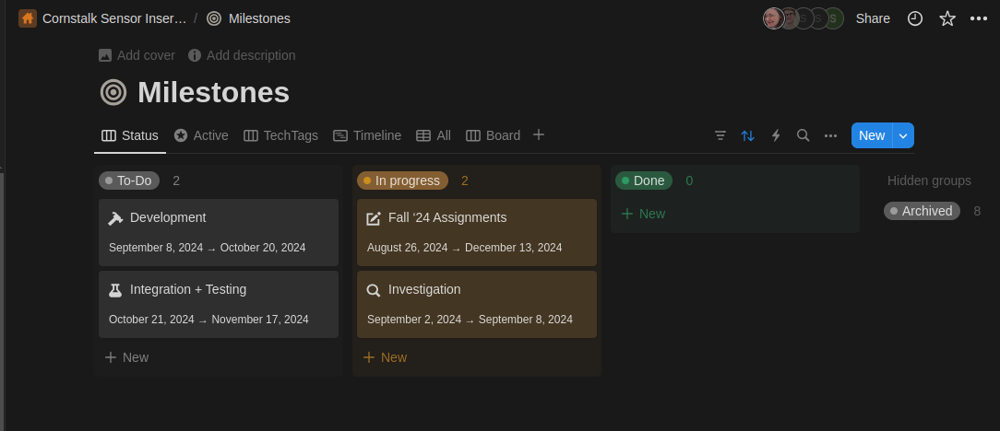 Cornstalk Sensor Inser… / Milestones
S S S
Share
Add cover Add description
Milestones
Status Active TechTags Timeline All Board
New
To-Do 2
In progress 2
Done 0
Hidden groups
Development
September 8, 2024 → October 20, 2024
Integration + Testing
October 21, 2024 → November 17, 2024
New
Fall ‘24 Assignments
August 26, 2024 → December 13, 2024
Investigation
September 2, 2024 → September 8, 2024
New
New
Archived 8